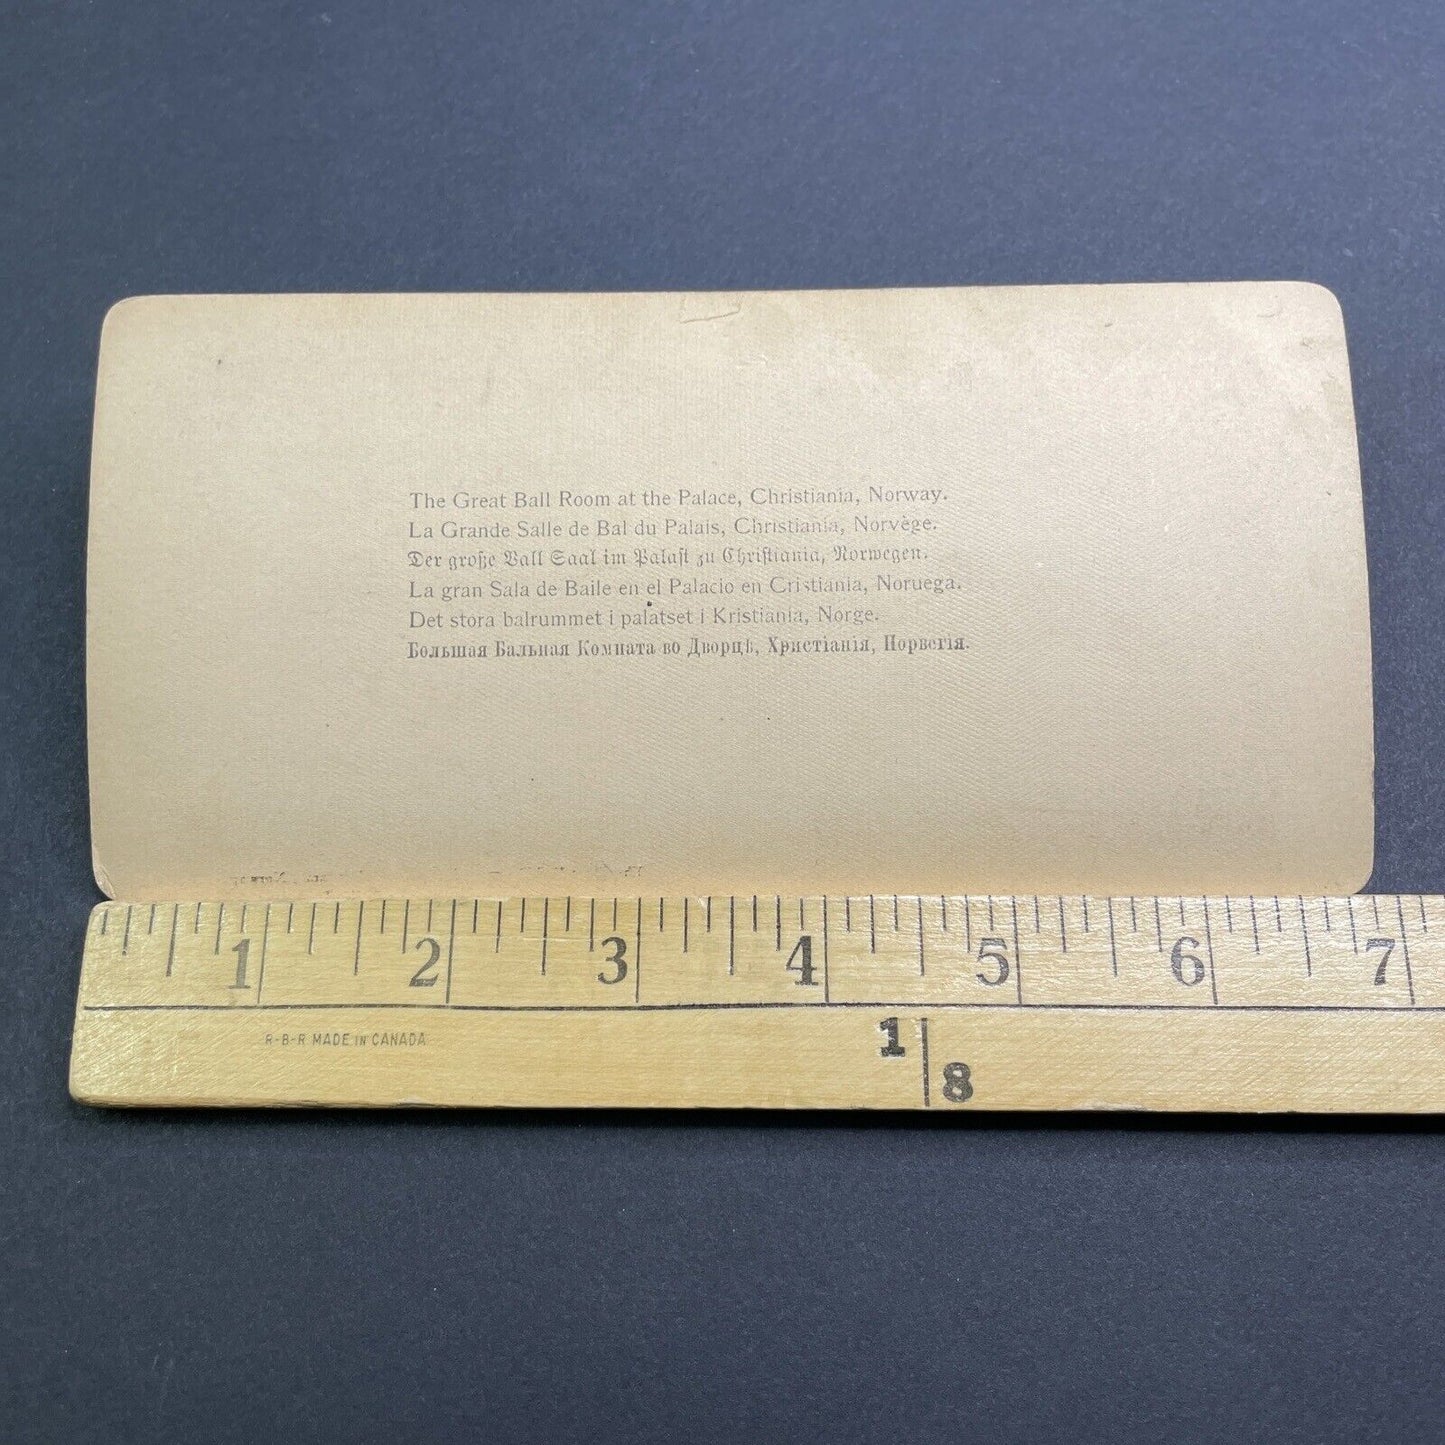 The Great Ball Room at the Palace, Christiania, Norway.
La Grande Salle de Bal du Palais, Christiania, Norvège.
Der große Ball Saal im Palast zu Christiania, Norwegen.
La gran Sala de Baile en el Palacio en Cristiania, Noruega.
Det stora balrummet i palatset i Kristiania, Norge.
Большая Бальная Комната во Дворцѣ, Христіанія, Норвегія.
1 2 3 4 5 6 7
R-B-R MADE IN CANADA
1
8